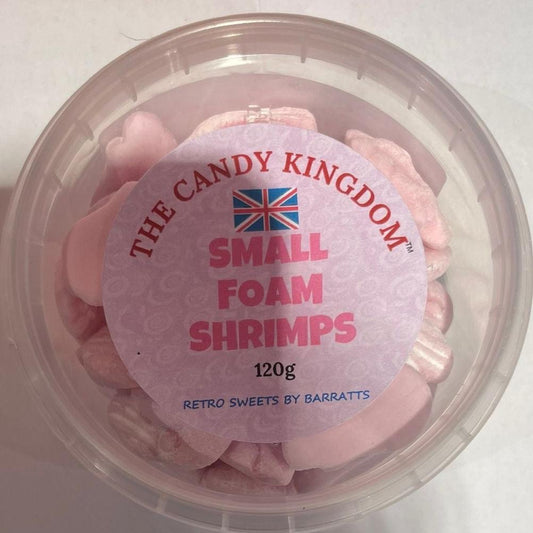 THE CANDY KINGDOM™
SMALL
FOAM
SHRIMPS
120g
RETRO SWEETS BY BARRATTS